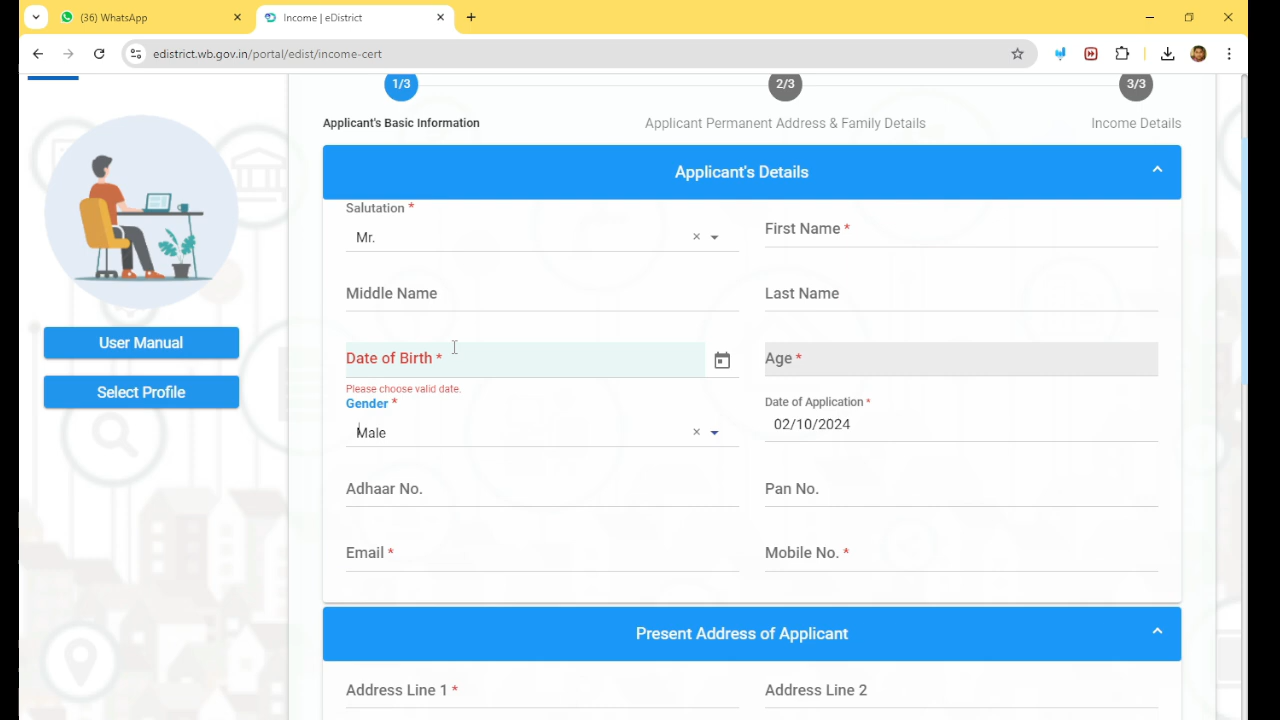 (36) WhatsApp
Income | eDistrict
edistrict.wb.gov.in/portal/edist/income-cert
1/3
2/3
3/3
Applicant's Basic Information
Applicant Permanent Address & Family Details
Income Details
Applicant's Details
Salutation *
Mr.
First Name *
Middle Name
Last Name
Date of Birth *
Please choose valid date.
Age *
Gender *
Male
Date of Application *
02/10/2024
Adhaar No.
Pan No.
Email *
Mobile No. *
User Manual
Select Profile
Present Address of Applicant
Address Line 1 *
Address Line 2